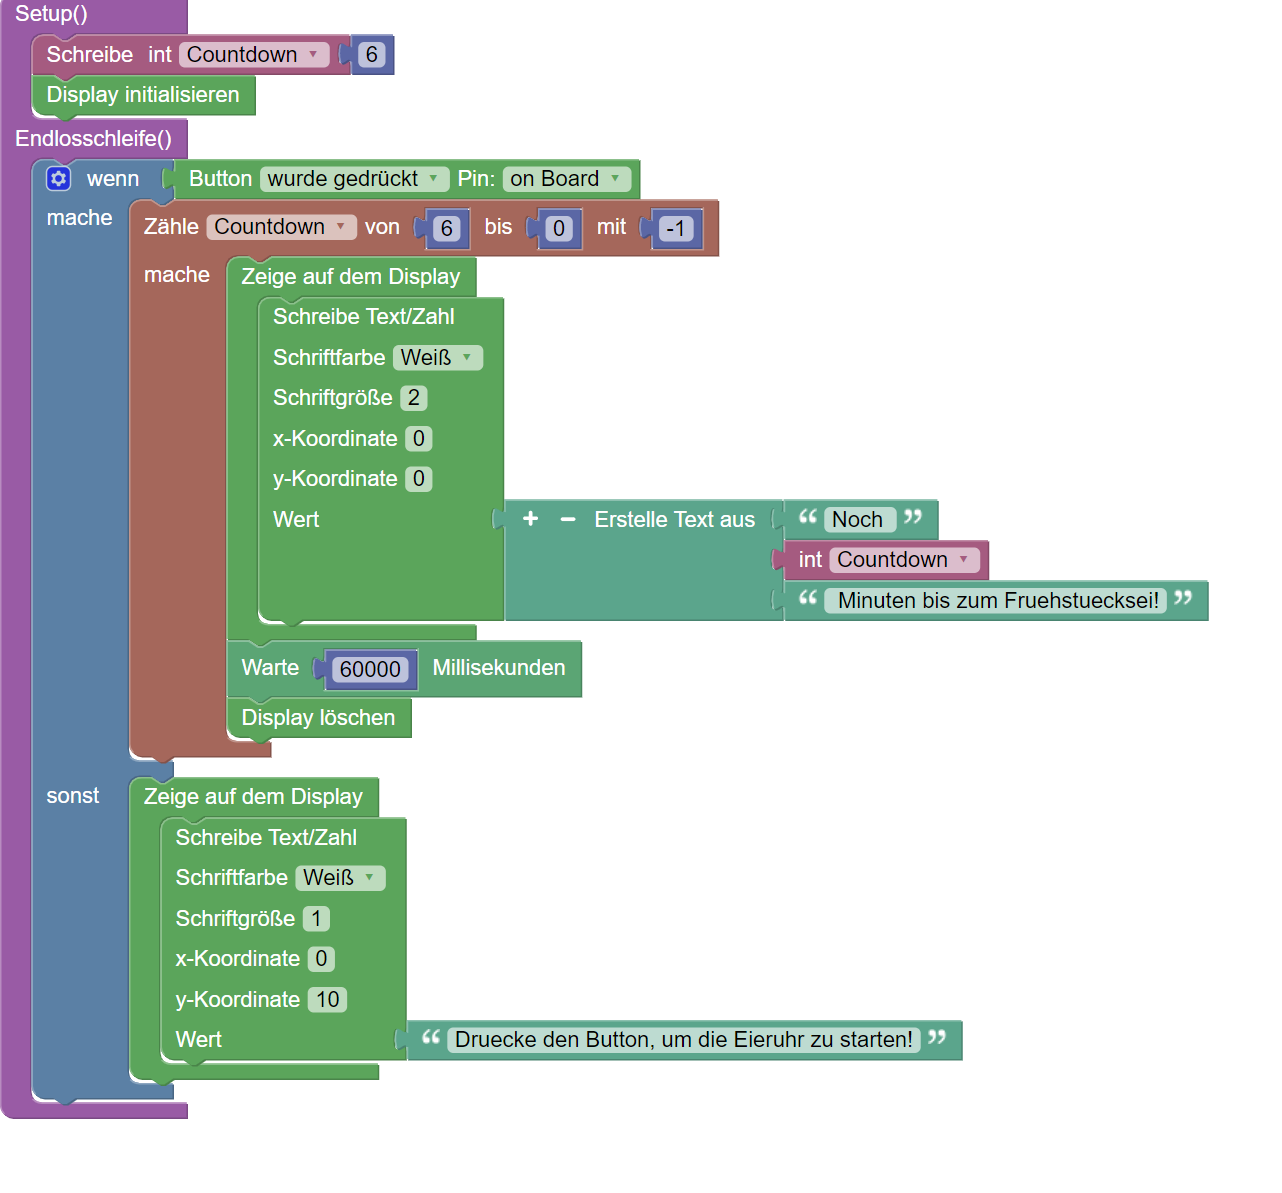 Setup()
Schreibe int Countdown 6
Display initialisieren
Endlosschleife()
wenn Button wurde gedrückt Pin: on Board
mache Zähle Countdown von 6 bis 0 mit -1
mache Zeige auf dem Display
Schreibe Text/Zahl
Schriftfarbe Weiß
Schriftgröße 2
x-Koordinate 0
y-Koordinate 0
Wert + − Erstelle Text aus “ Noch ”
int Countdown
“ Minuten bis zum Fruehstuecksei! ”
Warte 60000 Millisekunden
Display löschen
sonst Zeige auf dem Display
Schreibe Text/Zahl
Schriftfarbe Weiß
Schriftgröße 1
x-Koordinate 0
y-Koordinate 10
Wert “ Druecke den Button, um die Eieruhr zu starten! ”